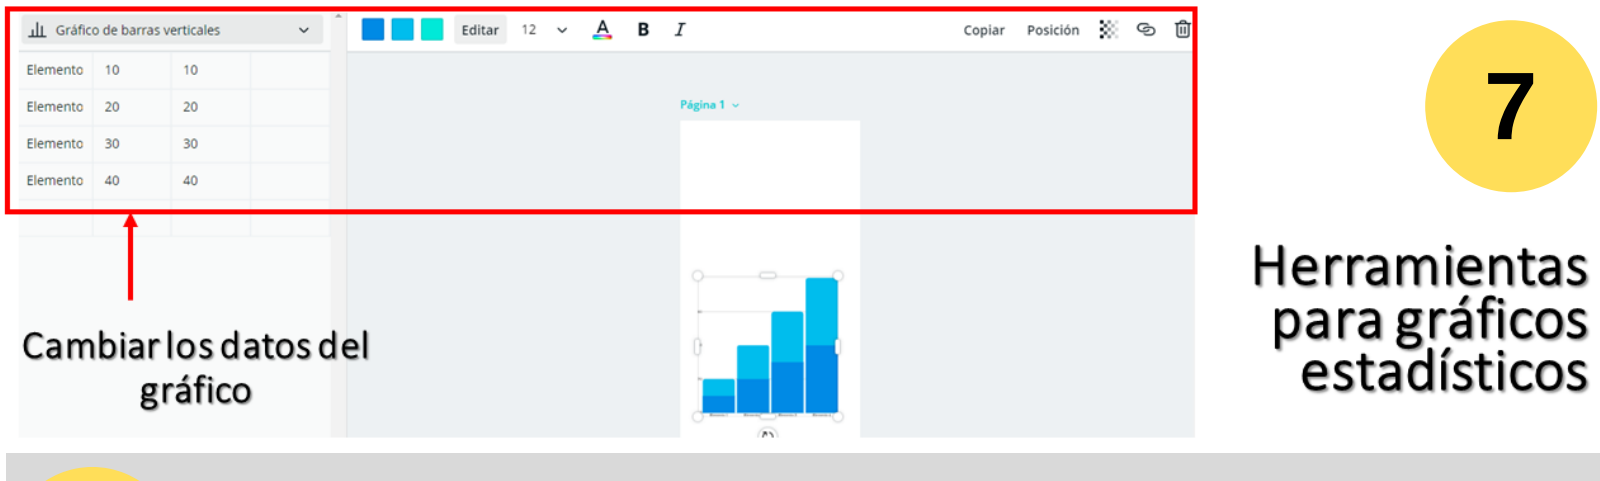 Gráfico de barras verticales
Editar 12 A B I
Copiar Posición
Elemento 10 10
Elemento 20 20
Elemento 30 30
Elemento 40 40
Página 1
7
Herramientas
para gráficos
estadísticos
Cambiar los datos del
gráfico